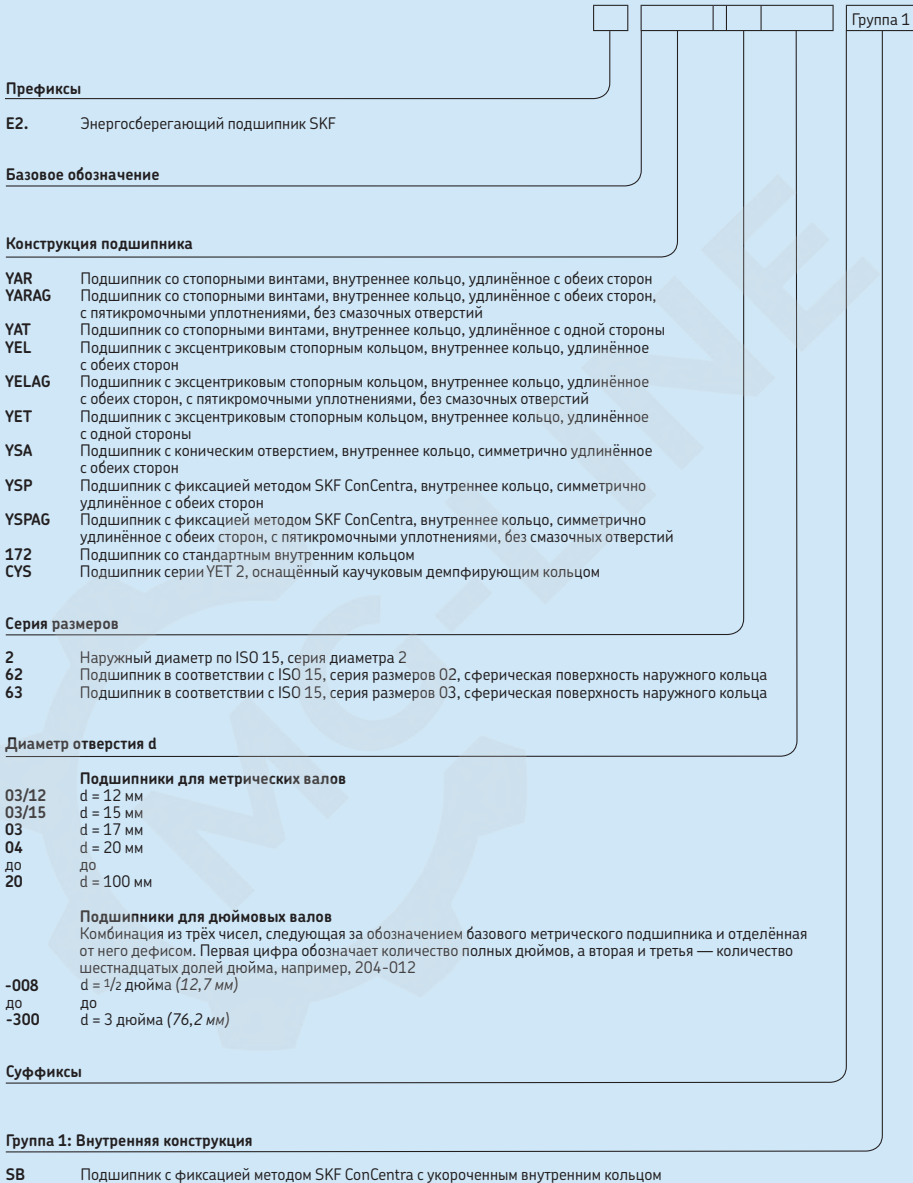 Группа 1
Префиксы
E2. Энергосберегающий подшипник SKF
Базовое обозначение
Конструкция подшипника
YAR Подшипник со стопорными винтами, внутреннее кольцо, удлинённое с обеих сторон
YARAG Подшипник со стопорными винтами, внутреннее кольцо, удлинённое с обеих сторон,
с пятикромочными уплотнениями, без смазочных отверстий
YAT Подшипник со стопорными винтами, внутреннее кольцо, удлинённое с одной стороны
YEL Подшипник с эксцентриковым стопорным кольцом, внутреннее кольцо, удлинённое
с обеих сторон
YELAG Подшипник с эксцентриковым стопорным кольцом, внутреннее кольцо, удлинённое
с обеих сторон, с пятикромочными уплотнениями, без смазочных отверстий
YET Подшипник с эксцентриковым стопорным кольцом, внутреннее кольцо, удлинённое
с одной стороны
YSA Подшипник с коническим отверстием, внутреннее кольцо, симметрично удлинённое
с обеих сторон
YSP Подшипник с фиксацией методом SKF ConCentra, внутреннее кольцо, симметрично
удлинённое с обеих сторон
YSPAG Подшипник с фиксацией методом SKF ConCentra, внутреннее кольцо, симметрично
удлинённое с обеих сторон, с пятикромочными уплотнениями, без смазочных отверстий
172 Подшипник со стандартным внутренним кольцом
CYS Подшипник серии YET 2, оснащённый каучуковым демпфирующим кольцом
Серия размеров
2 Наружный диаметр по ISO 15, серия диаметра 2
62 Подшипник в соответствии с ISO 15, серия размеров 02, сферическая поверхность наружного кольца
63 Подшипник в соответствии с ISO 15, серия размеров 03, сферическая поверхность наружного кольца
Диаметр отверстия d
Подшипники для метрических валов
03/12 d = 12 мм
03/15 d = 15 мм
03 d = 17 мм
04 d = 20 мм
до до
20 d = 100 мм
Подшипники для дюймовых валов
Комбинация из трёх чисел, следующая за обозначением базового метрического подшипника и отделённая
от него дефисом. Первая цифра обозначает количество полных дюймов, а вторая и третья — количество
шестнадцатых долей дюйма, например, 204-012
-008 d = 1/2 дюйма (12,7 мм)
до до
-300 d = 3 дюйма (76,2 мм)
Суффиксы
Группа 1: Внутренняя конструкция
SB Подшипник с фиксацией методом SKF ConCentra с укороченным внутренним кольцом
MG-LINE